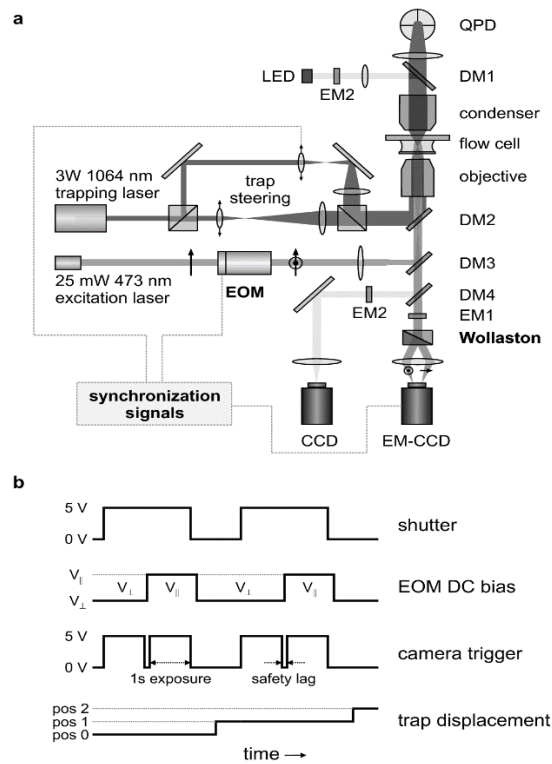 a
QPD
LED
EM2
DM1
condenser
flow cell
objective
3W 1064 nm
trapping laser
trap
steering
DM2
25 mW 473 nm
excitation laser
EOM
DM3
EM2
DM4
EM1
Wollaston
synchronization
signals
CCD
EM-CCD
b
5 V
0 V
shutter
V||
V⊥
V⊥
V||
V⊥
V||
EOM DC bias
5 V
0 V
1s exposure
safety lag
camera trigger
pos 2
pos 1
pos 0
trap displacement
time